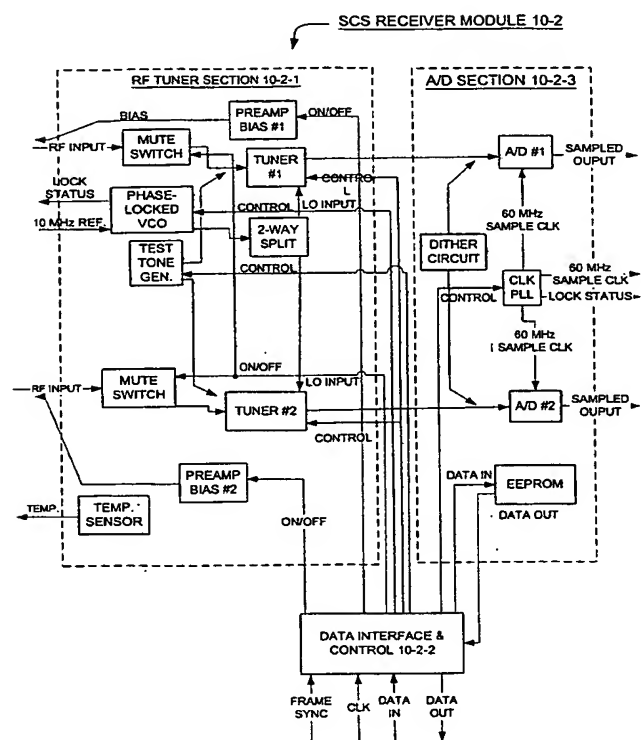 SCS RECEIVER MODULE 10-2
RF TUNER SECTION 10-2-1
A/D SECTION 10-2-3
BIAS
PREAMP
BIAS #1
ON/OFF
RF INPUT
MUTE
SWITCH
TUNER
#1
A/D #1
SAMPLED
OUPUT
LOCK
STATUS
CONTROL
L
PHASE-
LOCKED
VCO
CONTROL
LO INPUT
10 MHz REF.
2-WAY
SPLIT
60 MHz
SAMPLE CLK
TEST
TONE
GEN.
CONTROL
DITHER
CIRCUIT
CONTROL
CLK
PLL
60 MHz
SAMPLE CLK
LOCK STATUS
60 MHz
SAMPLE CLK
ON/OFF
LO INPUT
RF INPUT
MUTE
SWITCH
TUNER #2
A/D #2
SAMPLED
OUPUT
CONTROL
PREAMP
BIAS #2
DATA IN
EEPROM
TEMP.
TEMP.
SENSOR
ON/OFF
DATA OUT
DATA INTERFACE &
CONTROL 10-2-2
FRAME
SYNC
CLK
DATA
IN
DATA
OUT